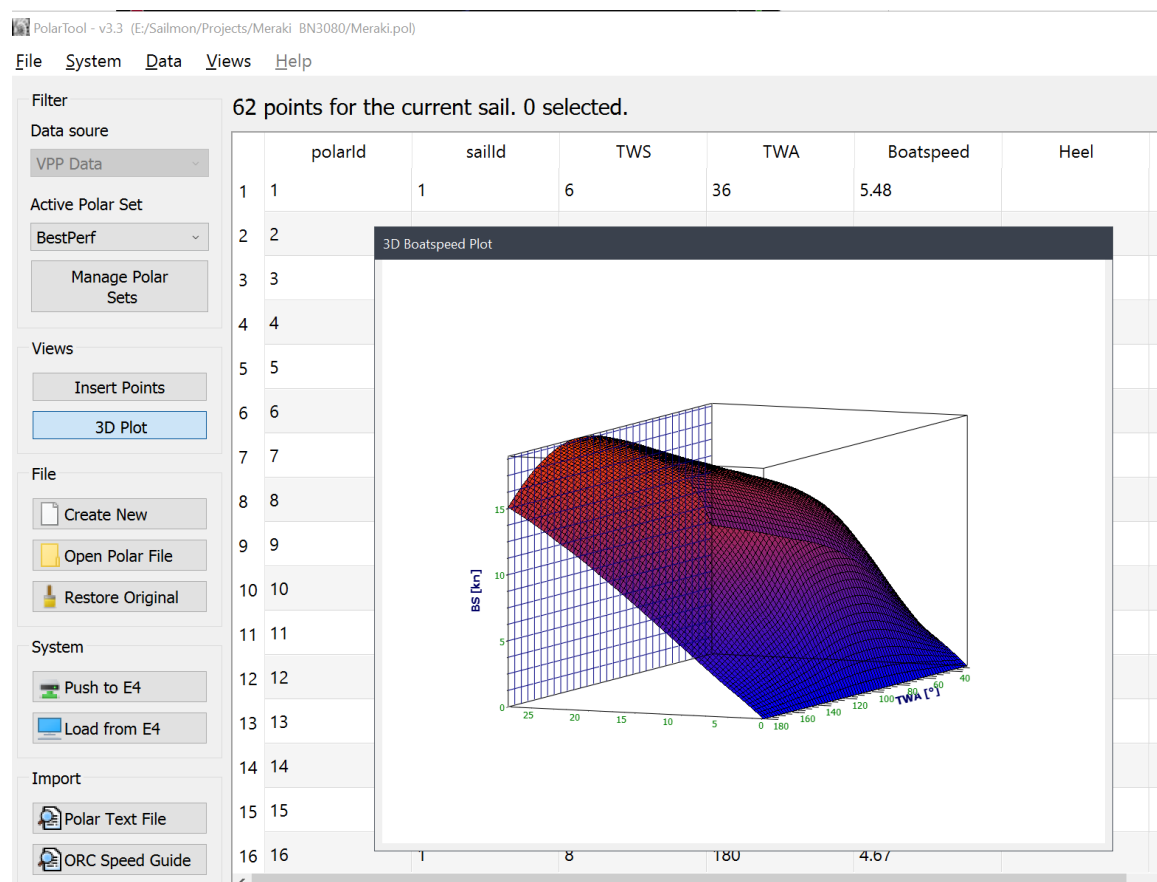 PolarTool - v3.3 (E:/Sailmon/Projects/Meraki BN3080/Meraki.pol)
File System Data Views Help
Filter
Data soure
VPP Data
Active Polar Set
BestPerf
Manage Polar
Sets
Views
Insert Points
3D Plot
File
Create New
Open Polar File
Restore Original
System
Push to E4
Load from E4
Import
Polar Text File
ORC Speed Guide
62 points for the current sail. 0 selected.
polarId sailId TWS TWA Boatspeed Heel
1 1 1 6 36 5.48
2 2
3 3
4 4
5 5
6 6
7 7
8 8
9 9
10 10
11 11
12 12
13 13
14 14
15 15
16 16 1 8 180 4.67
3D Boatspeed Plot
BS [kn]
15
10
5
0
25 20 15 10 5 0
180 160 140 120 100 80 60 40
TWA [°]